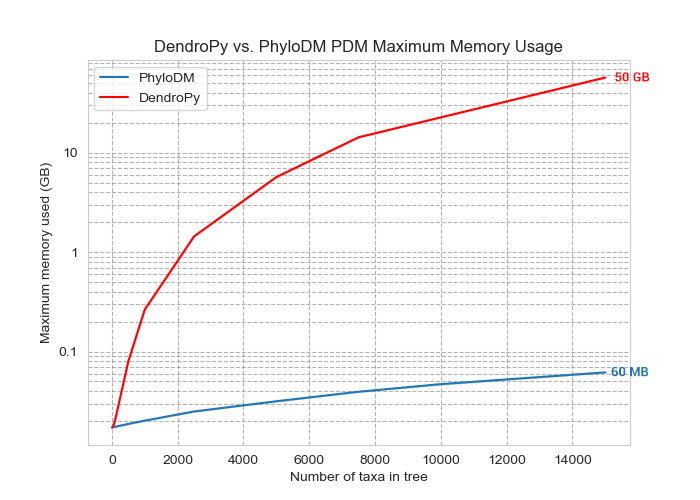 DendroPy vs. PhyloDM PDM Maximum Memory Usage
PhyloDM
DendroPy
50 GB
60 MB
10
1
0.1
Maximum memory used (GB)
0 2000 4000 6000 8000 10000 12000 14000
Number of taxa in tree